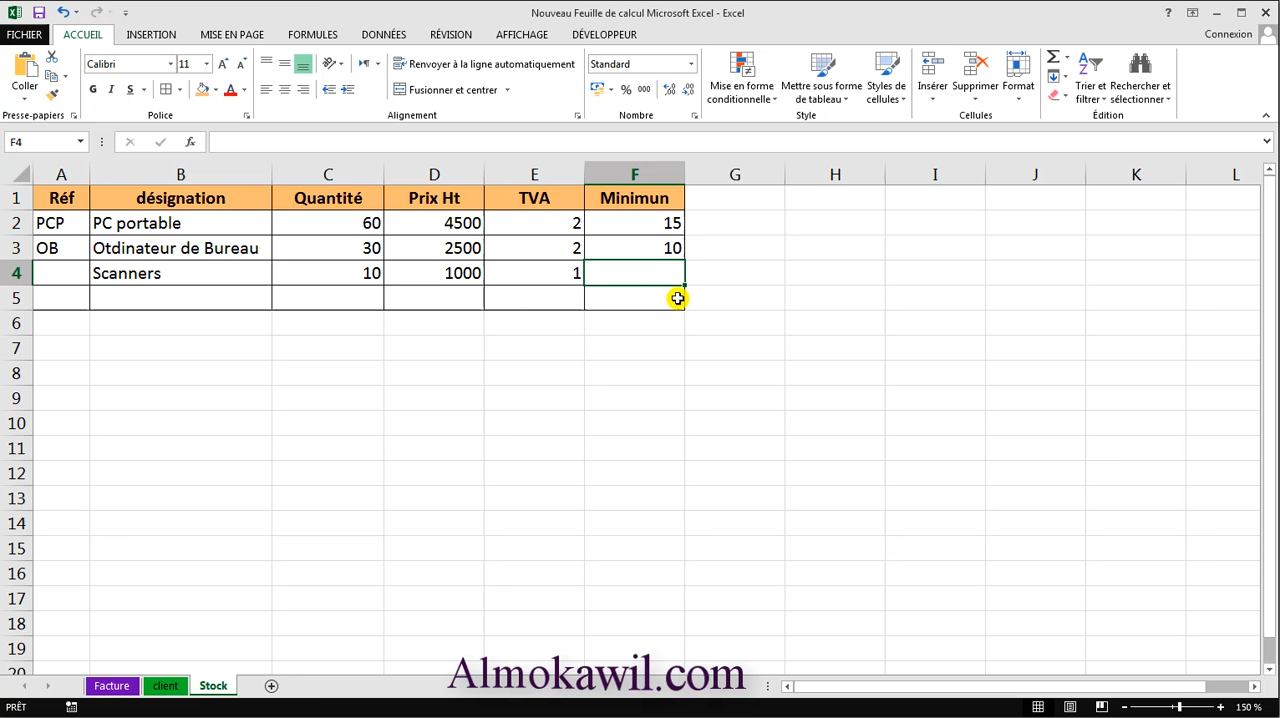 Nouveau Feuille de calcul Microsoft Excel - Excel
FICHIER ACCUEIL INSERTION MISE EN PAGE FORMULES DONNÉES RÉVISION AFFICHAGE DÉVELOPPEUR Connexion
Coller
Calibri 11
G I S
Renvoyer à la ligne automatiquement
Fusionner et centrer
Standard
% 000
Mise en forme conditionnelle
Mettre sous forme de tableau
Styles de cellules
Insérer Supprimer Format
Trier et filtrer
Rechercher et sélectionner
Presse-papiers Police Alignement Nombre Style Cellules Édition
F4 fx
A B C D E F G H I J K L
1 Réf désignation Quantité Prix Ht TVA Minimun
2 PCP PC portable 60 4500 2 15
3 OB Otdinateur de Bureau 30 2500 2 10
4 Scanners 10 1000 1
5
6
7
8
9
10
11
12
13
14
15
16
17
18
19
20
Almokawil.com
Facture client Stock
PRÊT 150 %